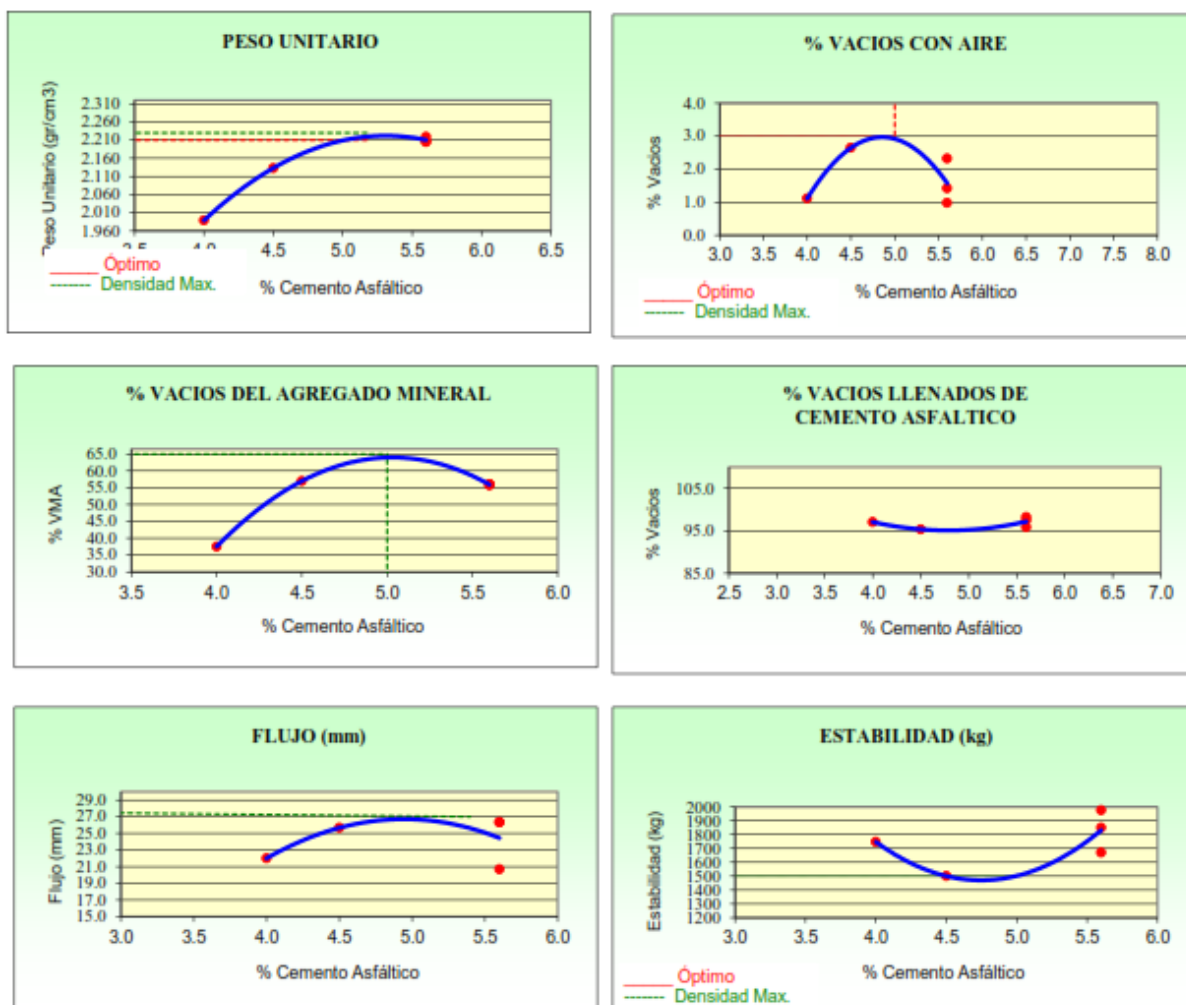 PESO UNITARIO
Peso Unitario (gr/cm3)
2.310
2.260
2.210
2.160
2.110
2.060
2.010
1.960
4.0 4.5 5.0 5.5 6.0 6.5
______ Óptimo
------- Densidad Max.
% Cemento Asfáltico
% VACIOS CON AIRE
% Vacios
4.0
3.0
2.0
1.0
0.0
3.0 3.5 4.0 4.5 5.0 5.5 6.0 6.5 7.0 7.5 8.0
______ Óptimo
------- Densidad Max.
% Cemento Asfáltico
% VACIOS DEL AGREGADO MINERAL
% VMA
65.0
60.0
55.0
50.0
45.0
40.0
35.0
30.0
3.5 4.0 4.5 5.0 5.5 6.0
% Cemento Asfáltico
% VACIOS LLENADOS DE
CEMENTO ASFALTICO
% Vacios
105.0
95.0
85.0
2.5 3.0 3.5 4.0 4.5 5.0 5.5 6.0 6.5 7.0
% Cemento Asfáltico
FLUJO (mm)
Flujo (mm)
29.0
27.0
25.0
23.0
21.0
19.0
17.0
15.0
3.0 3.5 4.0 4.5 5.0 5.5 6.0
% Cemento Asfáltico
ESTABILIDAD (kg)
Estabilidad (kg)
2000
1900
1800
1700
1600
1500
1400
1300
1200
3.0 3.5 4.0 4.5 5.0 5.5 6.0
% Cemento Asfáltico
______ Óptimo
------- Densidad Max.